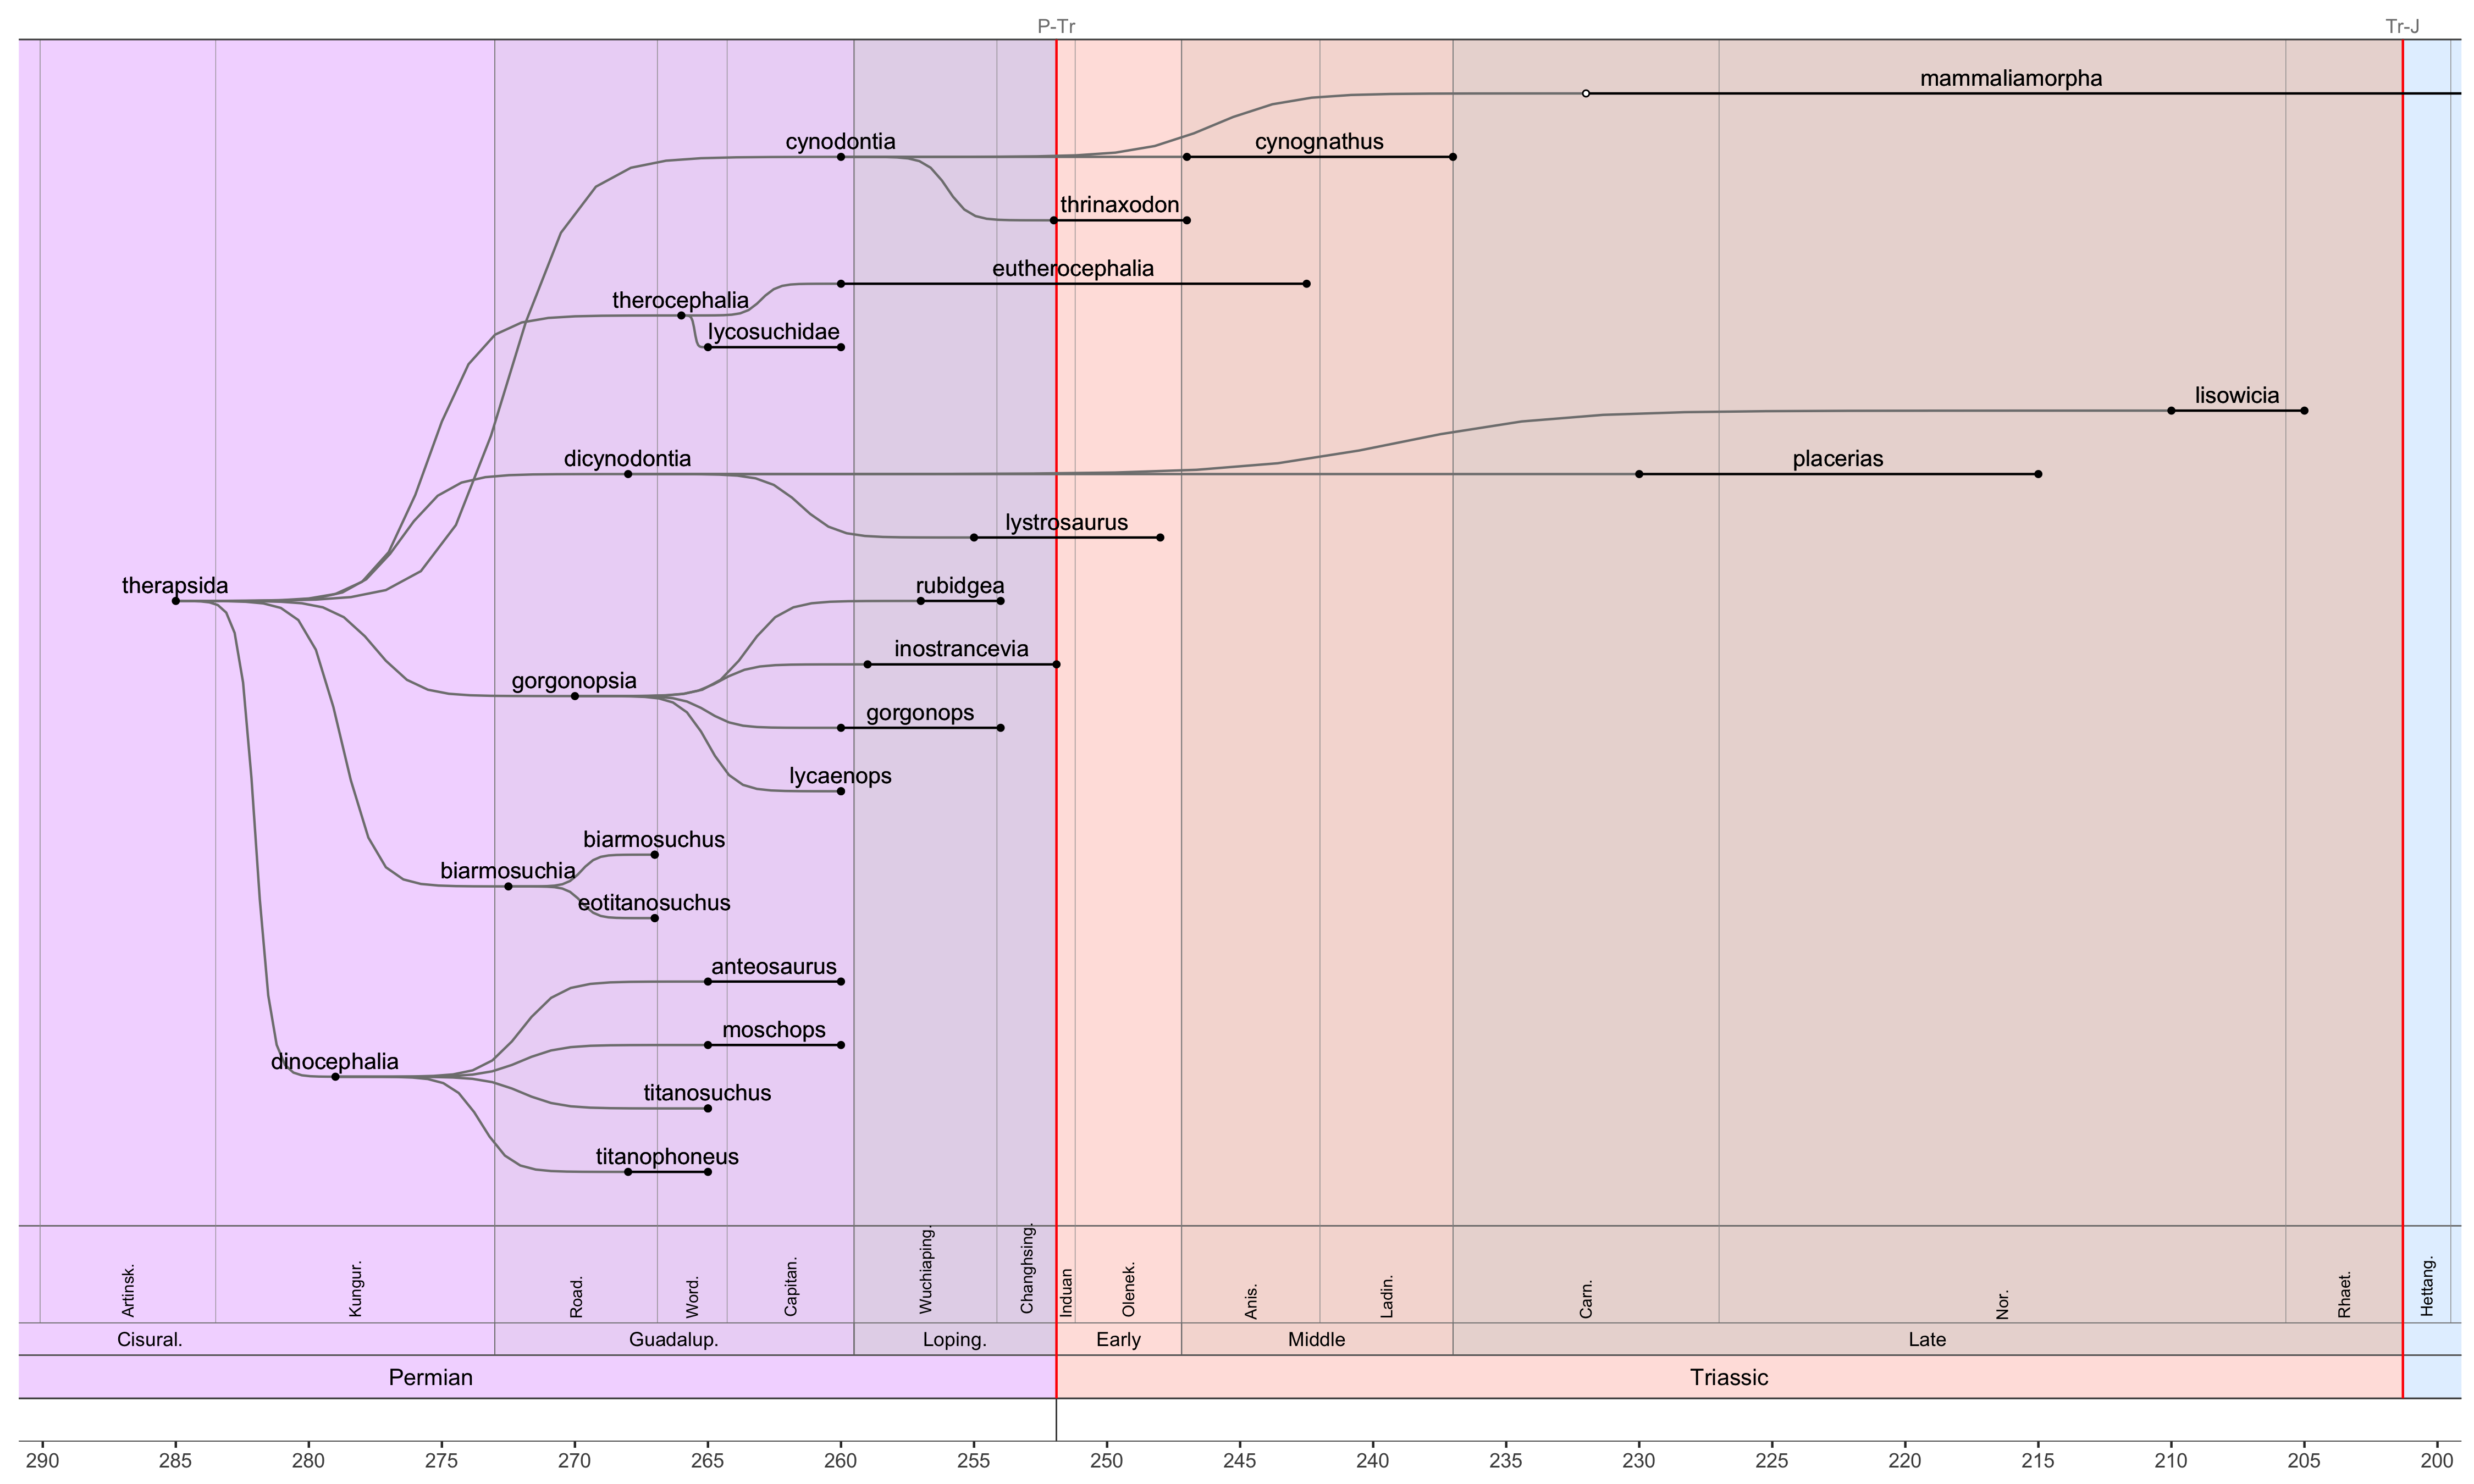 P-Tr
Tr-J
mammaliamorpha
cynodontia
cynognathus
thrinaxodon
eutherocephalia
therocephalia
lycosuchidae
lisowicia
dicynodontia
placerias
lystrosaurus
therapsida
rubidgea
inostrancevia
gorgonopsia
gorgonops
lycaenops
biarmosuchus
biarmosuchia
eotitanosuchus
anteosaurus
moschops
dinocephalia
titanosuchus
titanophoneus
Artinsk.
Kungur.
Road.
Word.
Capitan.
Wuchiaping.
Changhsing.
Induan
Olenek.
Anis.
Ladin.
Carn.
Nor.
Rhaet.
Hettang.
Cisural.
Guadalup.
Loping.
Early
Middle
Late
Permian
Triassic
290 285 280 275 270 265 260 255 250 245 240 235 230 225 220 215 210 205 200